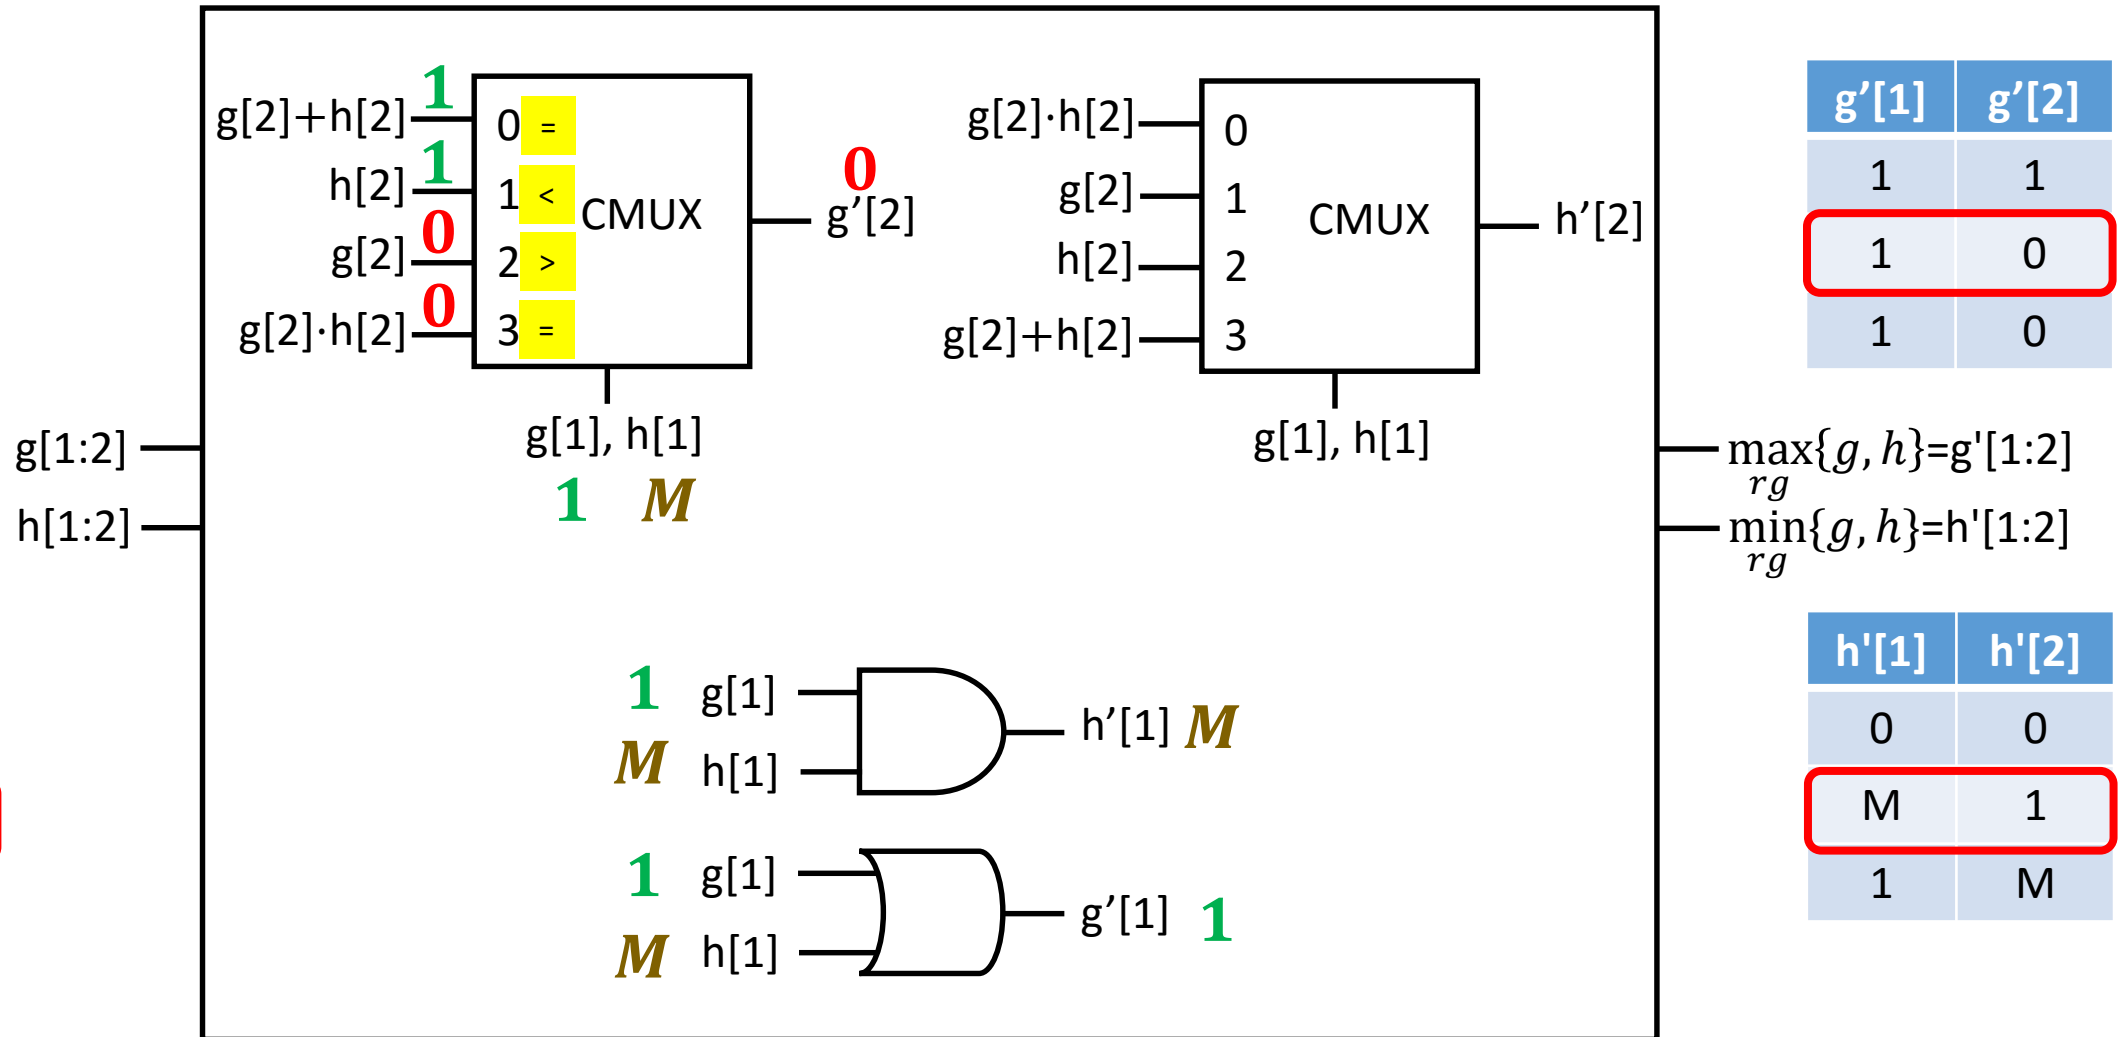 g[2]+h[2] 1 0 =
h[2] 1 1 <
g[2] 0 2 >
g[2]·h[2] 0 3 =
CMUX
0
g'[2]
g[1], h[1]
1 M
g[2]·h[2] 0
g[2] 1
h[2] 2
g[2]+h[2] 3
CMUX
h'[2]
g[1], h[1]
g'[1] g'[2]
1 1
1 0
1 0
g[1:2]
h[1:2]
max{g, h}=g'[1:2]
rg
min{g, h}=h'[1:2]
rg
1 g[1]
M h[1]
h'[1] M
1 g[1]
M h[1]
g'[1] 1
h'[1] h'[2]
0 0
M 1
1 M